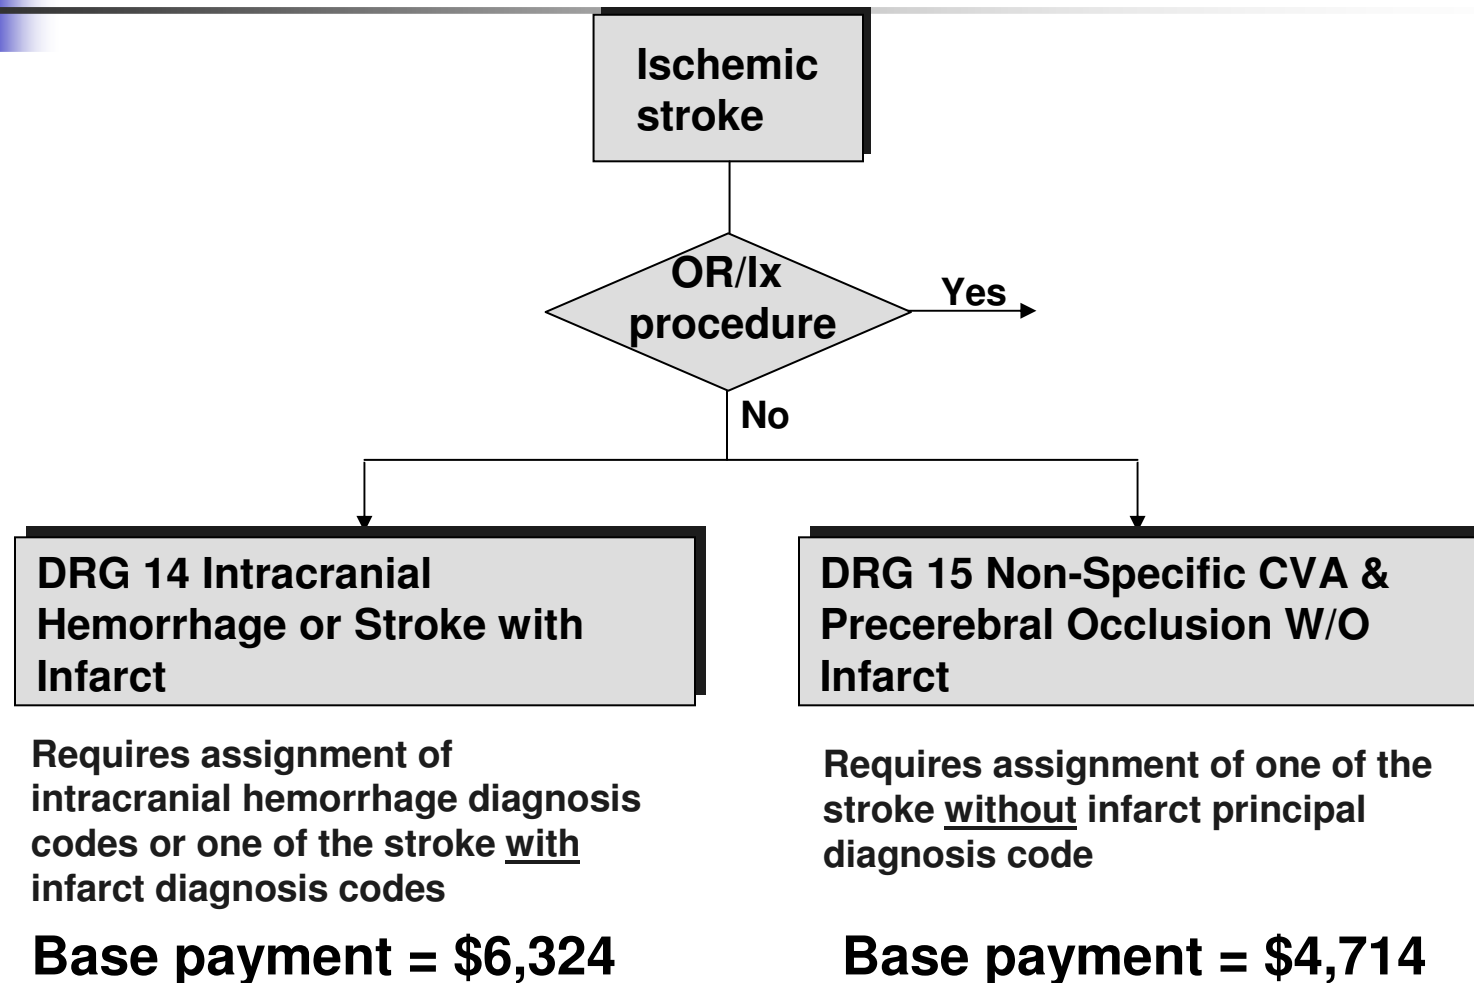 Ischemic
stroke
OR/Ix
procedure
Yes
No
DRG 14 Intracranial
Hemorrhage or Stroke with
Infarct
DRG 15 Non-Specific CVA &
Precerebral Occlusion W/O
Infarct
Requires assignment of
intracranial hemorrhage diagnosis
codes or one of the stroke with
infarct diagnosis codes
Requires assignment of one of the
stroke without infarct principal
diagnosis code
Base payment = $6,324
Base payment = $4,714